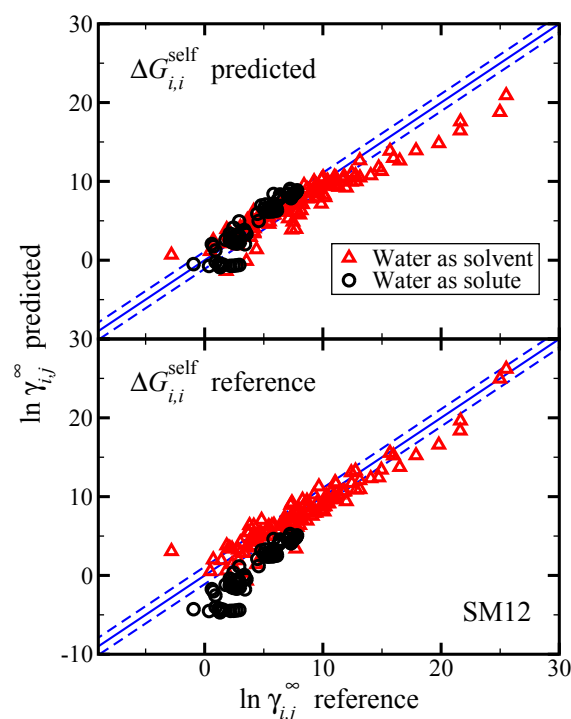 30
ΔG_{i,i}^{self} predicted
20
10
0
Water as solvent
Water as solute
30
ΔG_{i,i}^{self} reference
20
10
0
SM12
-10
0 10 20 30
ln γ_{i,j}^∞ reference
ln γ_{i,j}^∞ predicted